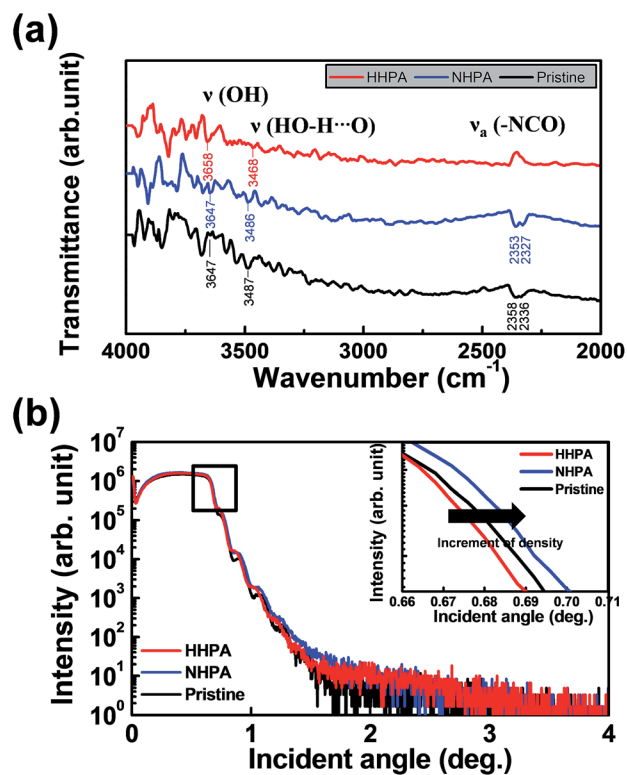 (a)
HHPA NHPA Pristine
ν (OH)
ν (HO-H···O)
νa (-NCO)
Transmittance (arb.unit)
3658
3468
3647
3486
2353
2327
3647
3487
2358
2336
4000 3500 3000 2500 2000
Wavenumber (cm-1)
(b)
Intensity (arb. unit)
10^7
10^6
10^5
10^4
10^3
10^2
10^1
10^0
HHPA
NHPA
Pristine
0 1 2 3 4
Incident angle (deg.)
Intensity (arb. unit)
HHPA
NHPA
Pristine
Increment of density
0.66 0.67 0.68 0.69 0.70 0.71
Incident angle (deg.)